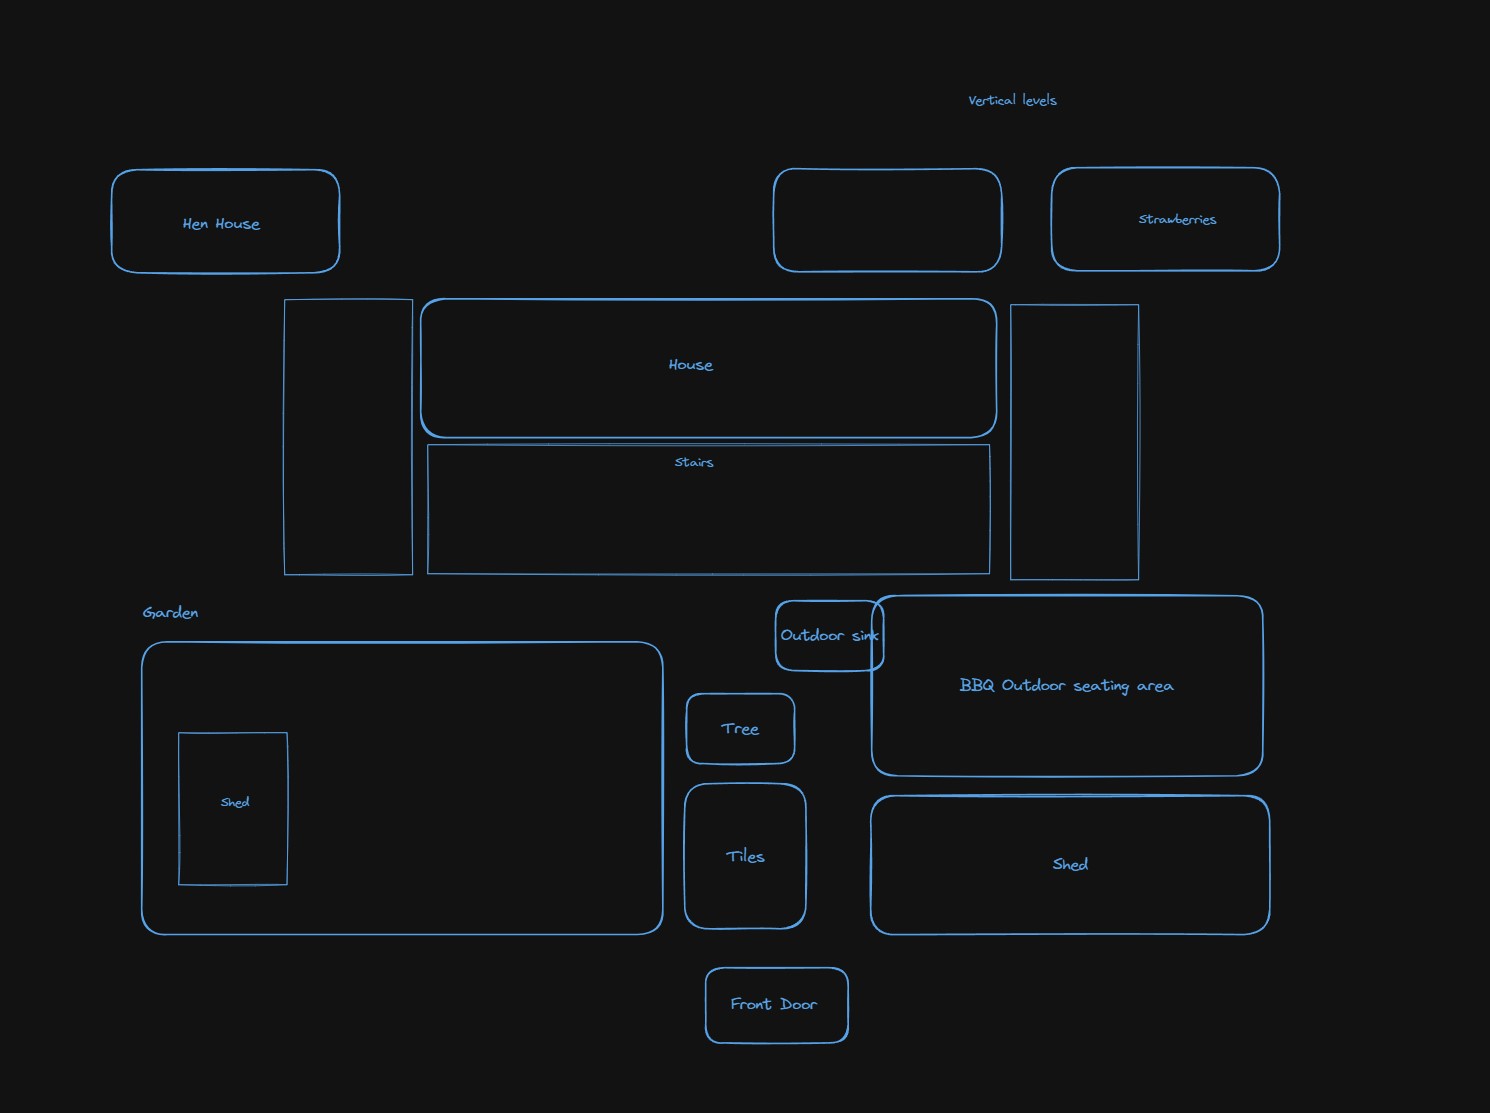 Vertical levels
Hen House
Strawberries
House
Stairs
Garden
Outdoor sink
BBQ Outdoor seating area
Tree
Shed
Tiles
Shed
Front Door